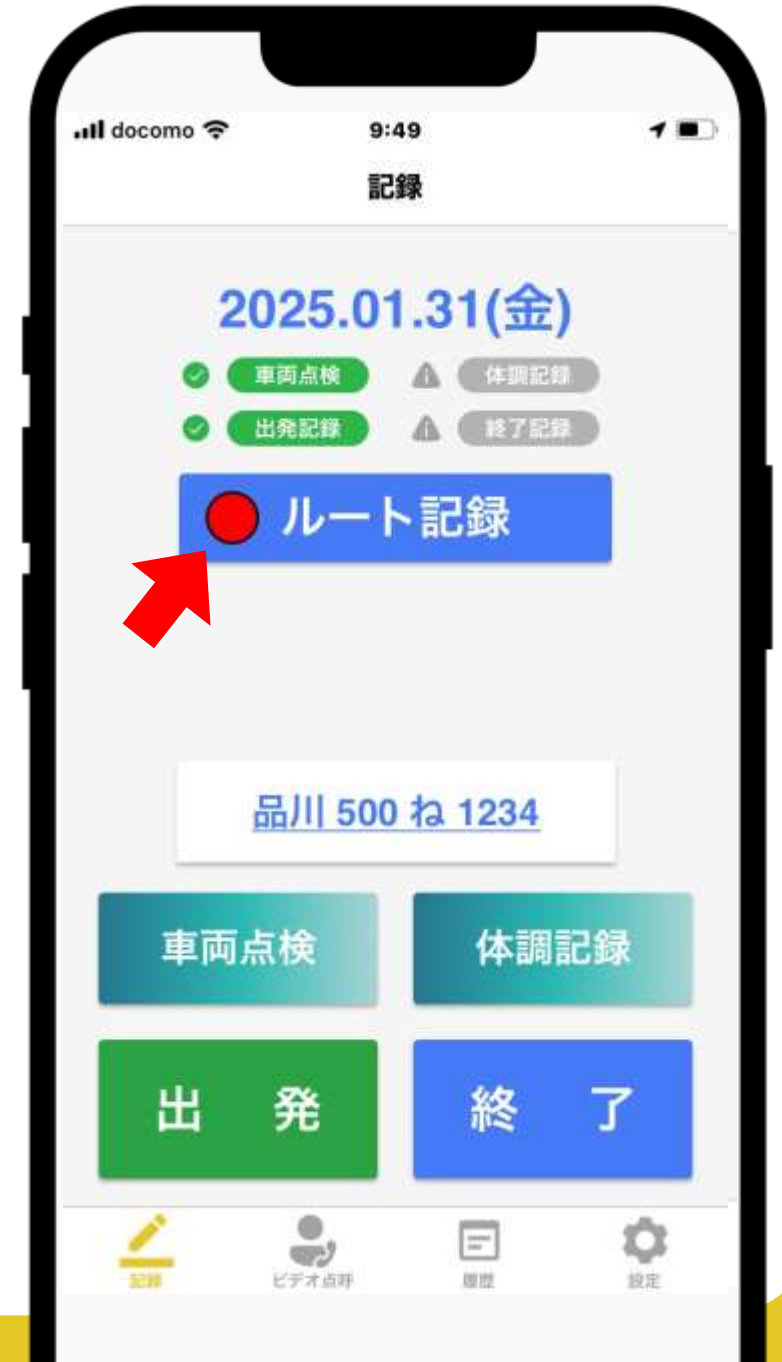 docomo 9:49
記録
2025.01.31(金)
車両点検 体調記録
出発記録 終了記録
ルート記録
品川 500 ね 1234
車両点検 体調記録
出 発 終 了
記録 ビデオ点呼 履歴 設定